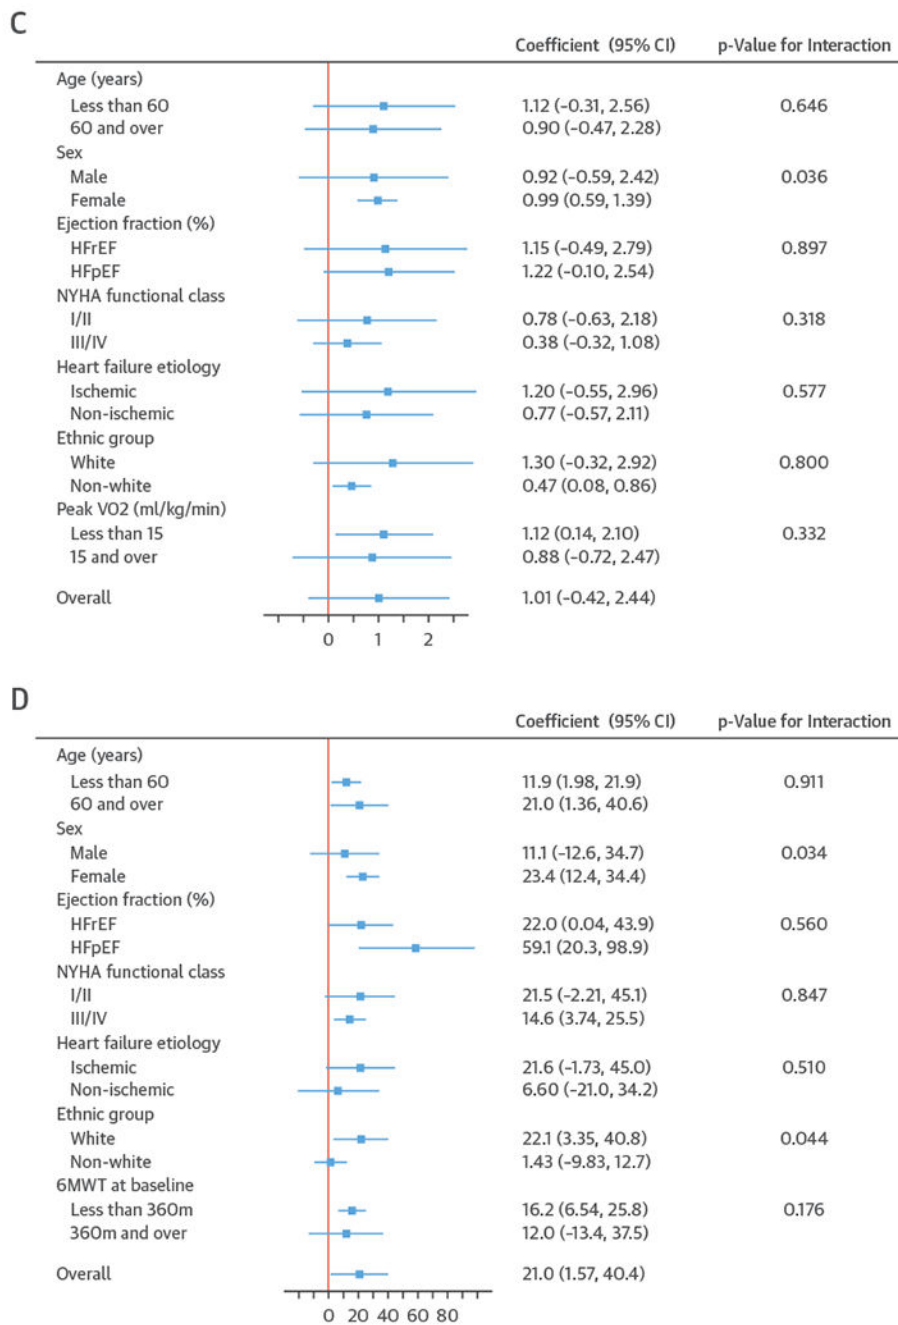 C
Coefficient (95% CI) p-Value for Interaction
Age (years)
Less than 60 1.12 (-0.31, 2.56) 0.646
60 and over 0.90 (-0.47, 2.28)
Sex
Male 0.92 (-0.59, 2.42) 0.036
Female 0.99 (0.59, 1.39)
Ejection fraction (%)
HFrEF 1.15 (-0.49, 2.79) 0.897
HFpEF 1.22 (-0.10, 2.54)
NYHA functional class
I/II 0.78 (-0.63, 2.18) 0.318
III/IV 0.38 (-0.32, 1.08)
Heart failure etiology
Ischemic 1.20 (-0.55, 2.96) 0.577
Non-ischemic 0.77 (-0.57, 2.11)
Ethnic group
White 1.30 (-0.32, 2.92) 0.800
Non-white 0.47 (0.08, 0.86)
Peak VO2 (ml/kg/min)
Less than 15 1.12 (0.14, 2.10) 0.332
15 and over 0.88 (-0.72, 2.47)
Overall 1.01 (-0.42, 2.44)
0 1 2
D
Coefficient (95% CI) p-Value for Interaction
Age (years)
Less than 60 11.9 (1.98, 21.9) 0.911
60 and over 21.0 (1.36, 40.6)
Sex
Male 11.1 (-12.6, 34.7) 0.034
Female 23.4 (12.4, 34.4)
Ejection fraction (%)
HFrEF 22.0 (0.04, 43.9) 0.560
HFpEF 59.1 (20.3, 98.9)
NYHA functional class
I/II 21.5 (-2.21, 45.1) 0.847
III/IV 14.6 (3.74, 25.5)
Heart failure etiology
Ischemic 21.6 (-1.73, 45.0) 0.510
Non-ischemic 6.60 (-21.0, 34.2)
Ethnic group
White 22.1 (3.35, 40.8) 0.044
Non-white 1.43 (-9.83, 12.7)
6MWT at baseline
Less than 360m 16.2 (6.54, 25.8) 0.176
360m and over 12.0 (-13.4, 37.5)
Overall 21.0 (1.57, 40.4)
0 20 40 60 80